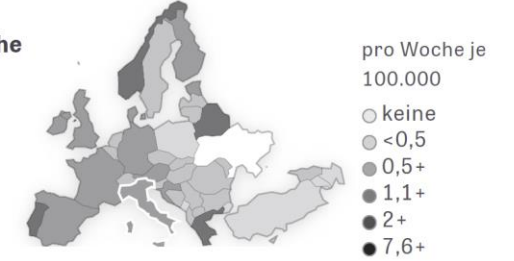 he
pro Woche je
100.000
keine
<0,5
0,5+
1,1+
2+
7,6+